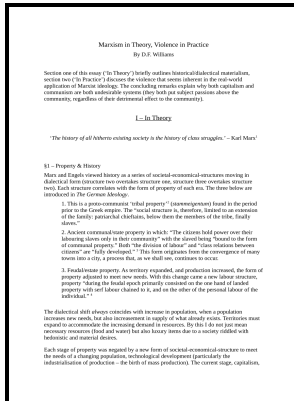 Marxism in Theory, Violence in Practice
By D.F. Williams
Section one of this essay ('In Theory') briefly outlines historical/dialectical materialism,
section two ('In Practice') discusses the violence that seems inherent in the real-world
application of Marxist ideology. The concluding remarks explain why both capitalism and
communism are both undesirable systems (they both put subject passions above the
community, regardless of their detrimental effect to the community).
I – In Theory
'The history of all hitherto existing society is the history of class struggles.' – Karl Marx¹
§1 – Property & History
Marx and Engels viewed history as a series of societal-economical-structures moving in
dialectical form (structure two overtakes structure one, structure three overtakes structure
two). Each structure correlates with the form of property of each era. The three below are
introduced in The German Ideology.
1. This is a proto-communist 'tribal property'² (stammeigentum) found in the period
prior to the Greek empire. The "social structure is, therefore, limited to an extension
of the family: patriarchal chieftains, below them the members of the tribe, finally
slaves."
2. Ancient communal/state property in which: "The citizens hold power over their
labouring slaves only in their community" with the slaved being "bound to the form
of communal property." Both "the division of labour" and "class relations between
citizens" are "fully developed." ³ This form originates from the convergence of many
towns into a city, a process that, as we shall see, continues to occur.
3. Feudal/estate property. As territory expanded, and production increased, the form of
property adjusted to meet new needs. With this change came a new labour structure,
property "during the feudal epoch primarily consisted on the one hand of landed
property with serf labour chained to it, and on the other of the personal labour of the
individual." ⁴
The dialectical shift always coincides with increase in population, when a population
increases new needs, but also incensement in supply of what already exists. Territories must
expand to accommodate the increasing demand in resources. By this I do not just mean
necessary resources (food and water) but also luxury items due to a society riddled with
hedonistic and material desires.
Each stage of property was negated by a new form of societal-economical-structure to meet
the needs of a changing population, technological development (particularly the
industrialisation of production – the birth of mass production). The current stage, capitalism,